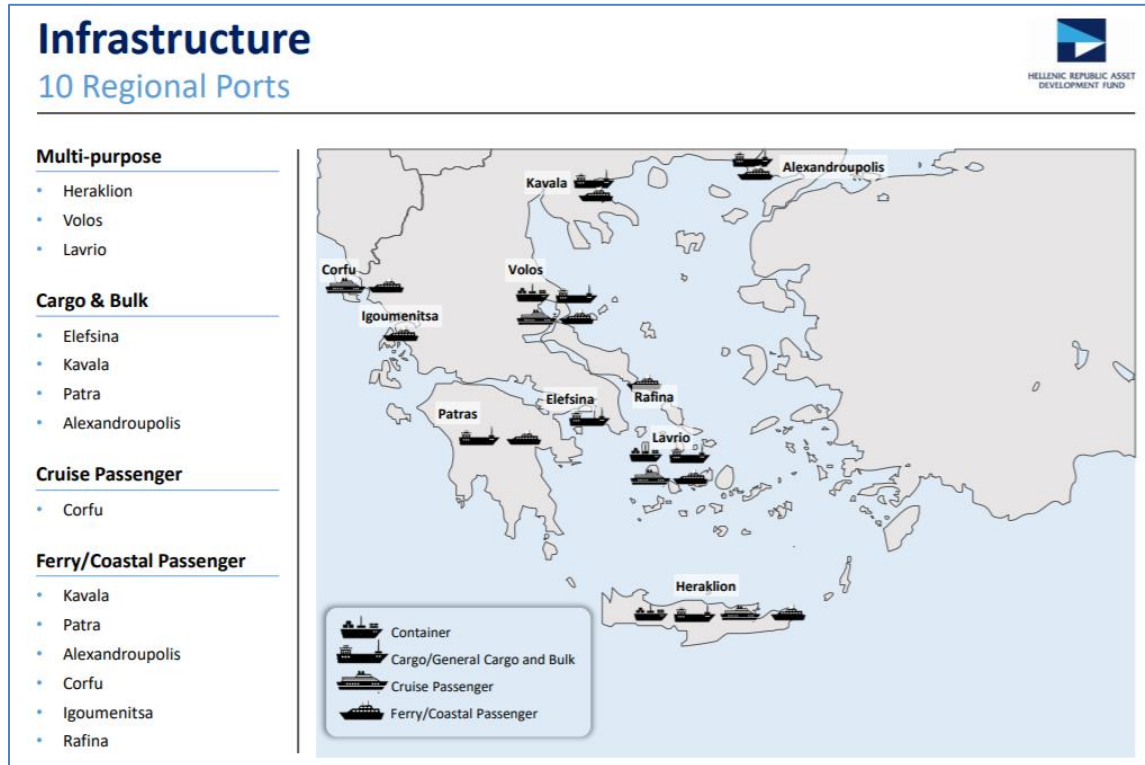 Infrastructure
10 Regional Ports
HELLENIC REPUBLIC ASSET
DEVELOPMENT FUND
Multi-purpose
• Heraklion
• Volos
• Lavrio
Cargo & Bulk
• Elefsina
• Kavala
• Patra
• Alexandroupolis
Cruise Passenger
• Corfu
Ferry/Coastal Passenger
• Kavala
• Patra
• Alexandroupolis
• Corfu
• Igoumenitsa
• Rafina
Alexandroupolis
Kavala
Corfu
Volos
Igoumenitsa
Elefsina
Rafina
Patras
Lavrio
Heraklion
Container
Cargo/General Cargo and Bulk
Cruise Passenger
Ferry/Coastal Passenger